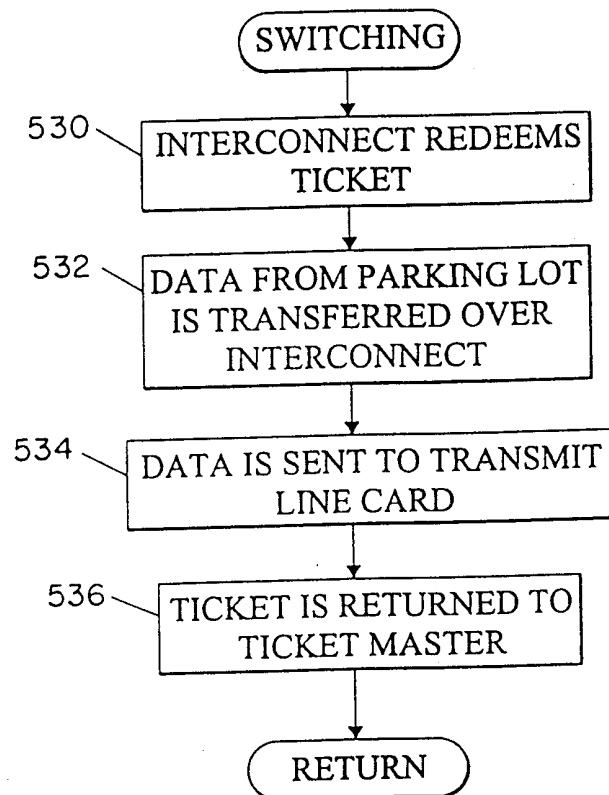 SWITCHING
530
INTERCONNECT REDEEMS
TICKET
532
DATA FROM PARKING LOT
IS TRANSFERRED OVER
INTERCONNECT
534
DATA IS SENT TO TRANSMIT
LINE CARD
536
TICKET IS RETURNED TO
TICKET MASTER
RETURN